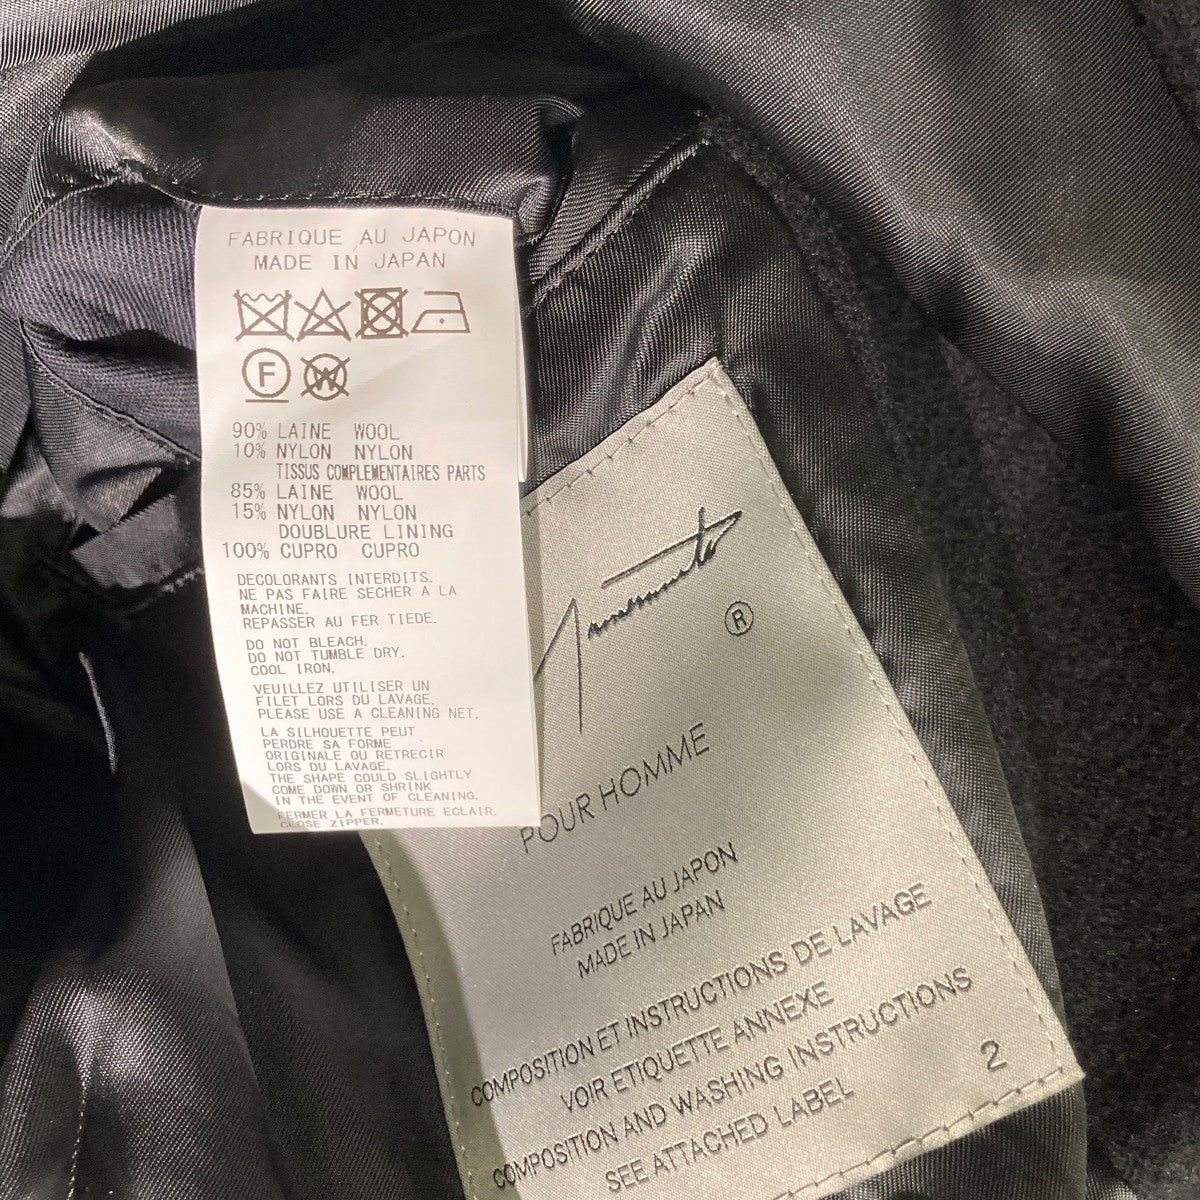 FABRIQUE AU JAPON
MADE IN JAPAN
F
W
90% LAINE WOOL
10% NYLON NYLON
TISSUS COMPLEMENTAIRES PARTS
85% LAINE WOOL
15% NYLON NYLON
DOUBLURE LINING
100% CUPRO CUPRO
DECOLORANTS INTERDITS.
NE PAS FAIRE SECHER A LA
MACHINE.
REPASSER AU FER TIEDE.
DO NOT BLEACH.
DO NOT TUMBLE DRY.
COOL IRON.
VEUILLEZ UTILISER UN
FILET LORS DU LAVAGE.
PLEASE USE A CLEANING NET.
LA SILHOUETTE PEUT
PERDRE SA FORME
ORIGINALE OU RETRECIR
LORS DU LAVAGE.
THE SHAPE COULD SLIGHTLY
COME DOWN OR SHRINK
IN THE EVENT OF CLEANING.
FERMER LA FERMETURE ECLAIR.
CLOSE ZIPPER.
®
POUR HOMME
FABRIQUE AU JAPON
MADE IN JAPAN
COMPOSITION ET INSTRUCTIONS DE LAVAGE
VOIR ETIQUETTE ANNEXE
COMPOSITION AND WASHING INSTRUCTIONS
SEE ATTACHED LABEL
2